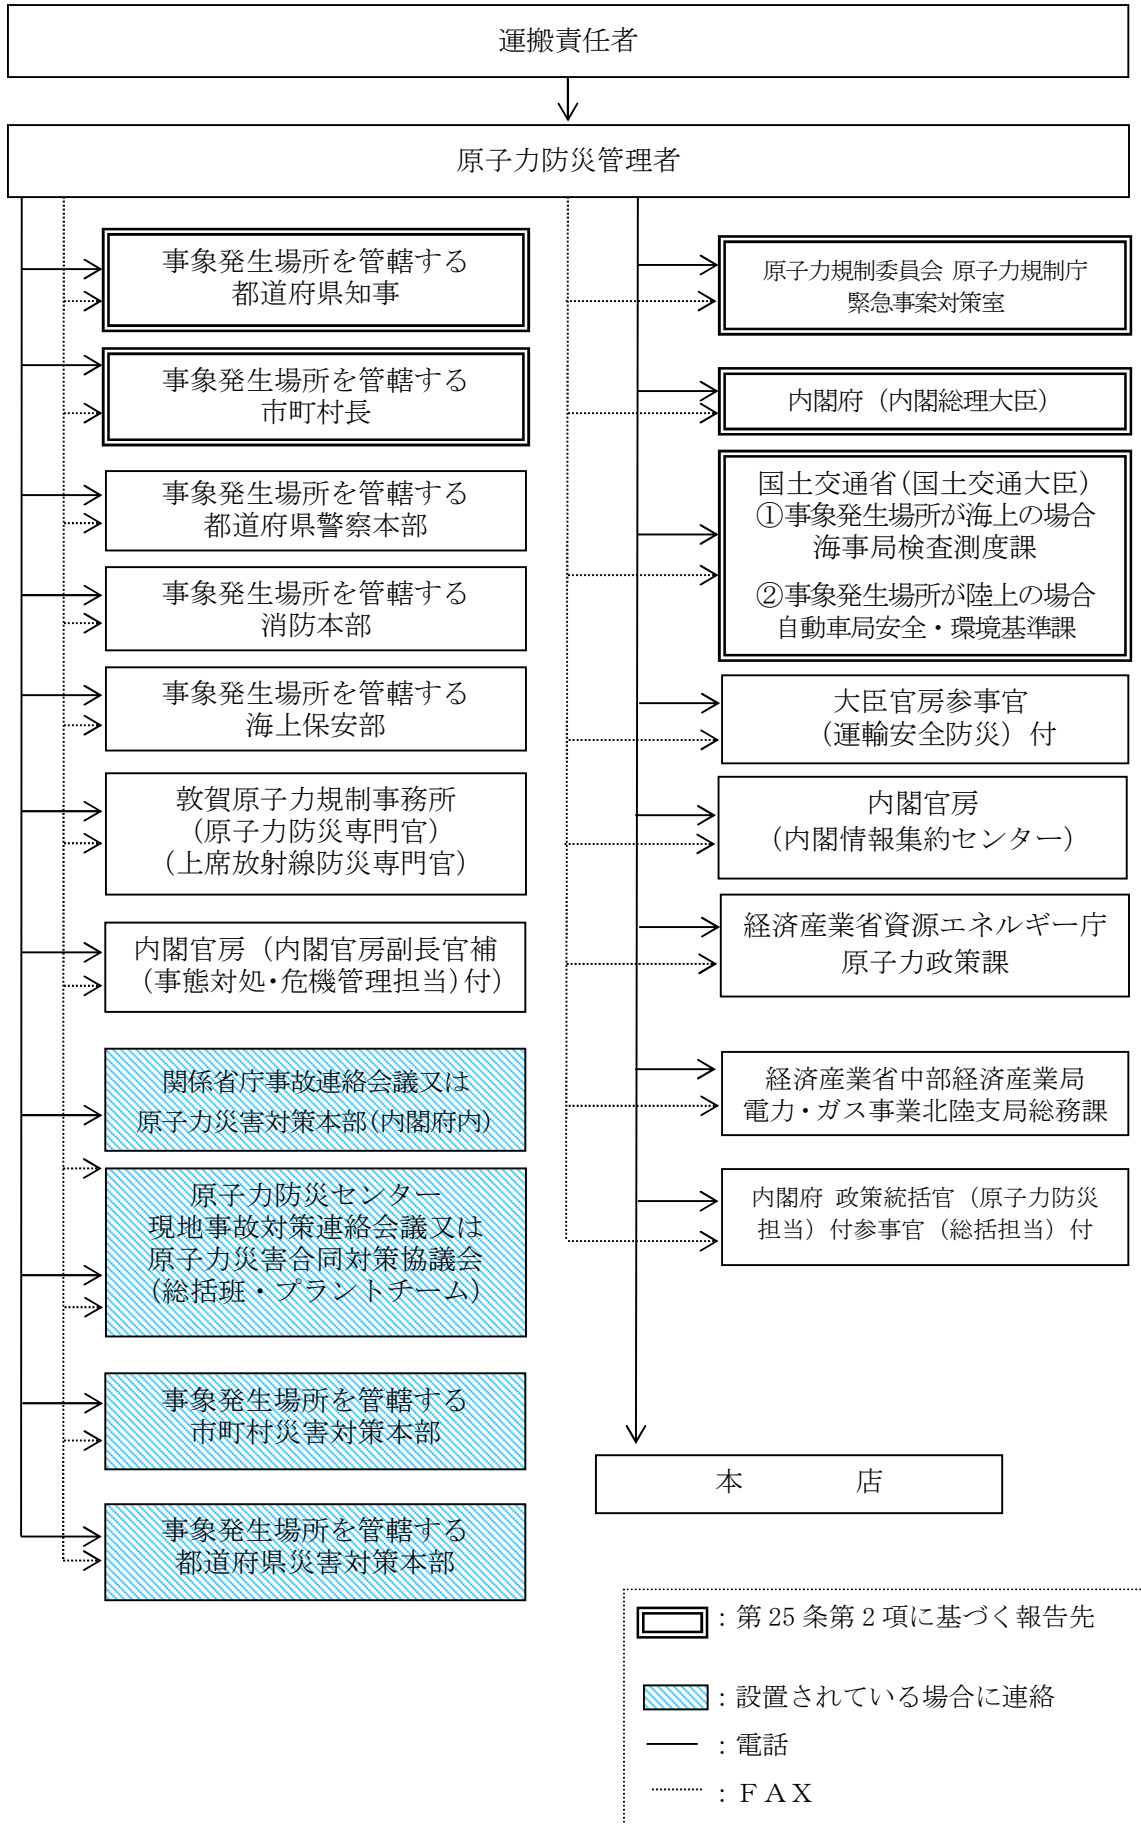 運搬責任者
原子力防災管理者
事象発生場所を管轄する
都道府県知事
事象発生場所を管轄する
市町村長
事象発生場所を管轄する
都道府県警察本部
事象発生場所を管轄する
消防本部
事象発生場所を管轄する
海上保安部
敦賀原子力規制事務所
(原子力防災専門官)
(上席放射線防災専門官)
内閣官房（内閣官房副長官補
(事態対処・危機管理担当)付）
関係省庁事故連絡会議又は
原子力災害対策本部(内閣府内)
原子力防災センター
現地事故対策連絡会議又は
原子力災害合同対策協議会
(総括班・プラントチーム)
事象発生場所を管轄する
市町村災害対策本部
事象発生場所を管轄する
都道府県災害対策本部
原子力規制委員会 原子力規制庁
緊急事案対策室
内閣府（内閣総理大臣）
国土交通省(国土交通大臣)
①事象発生場所が海上の場合
海事局検査測度課
②事象発生場所が陸上の場合
自動車局安全・環境基準課
大臣官房参事官
（運輸安全防災）付
内閣官房
(内閣情報集約センター)
経済産業省資源エネルギー庁
原子力政策課
経済産業省中部経済産業局
電力・ガス事業北陸支局総務課
内閣府 政策統括官（原子力防災
担当）付参事官（総括担当）付
本　　　　店
：第 25 条第 2 項に基づく報告先
：設置されている場合に連絡
：電話
：ＦＡＸ